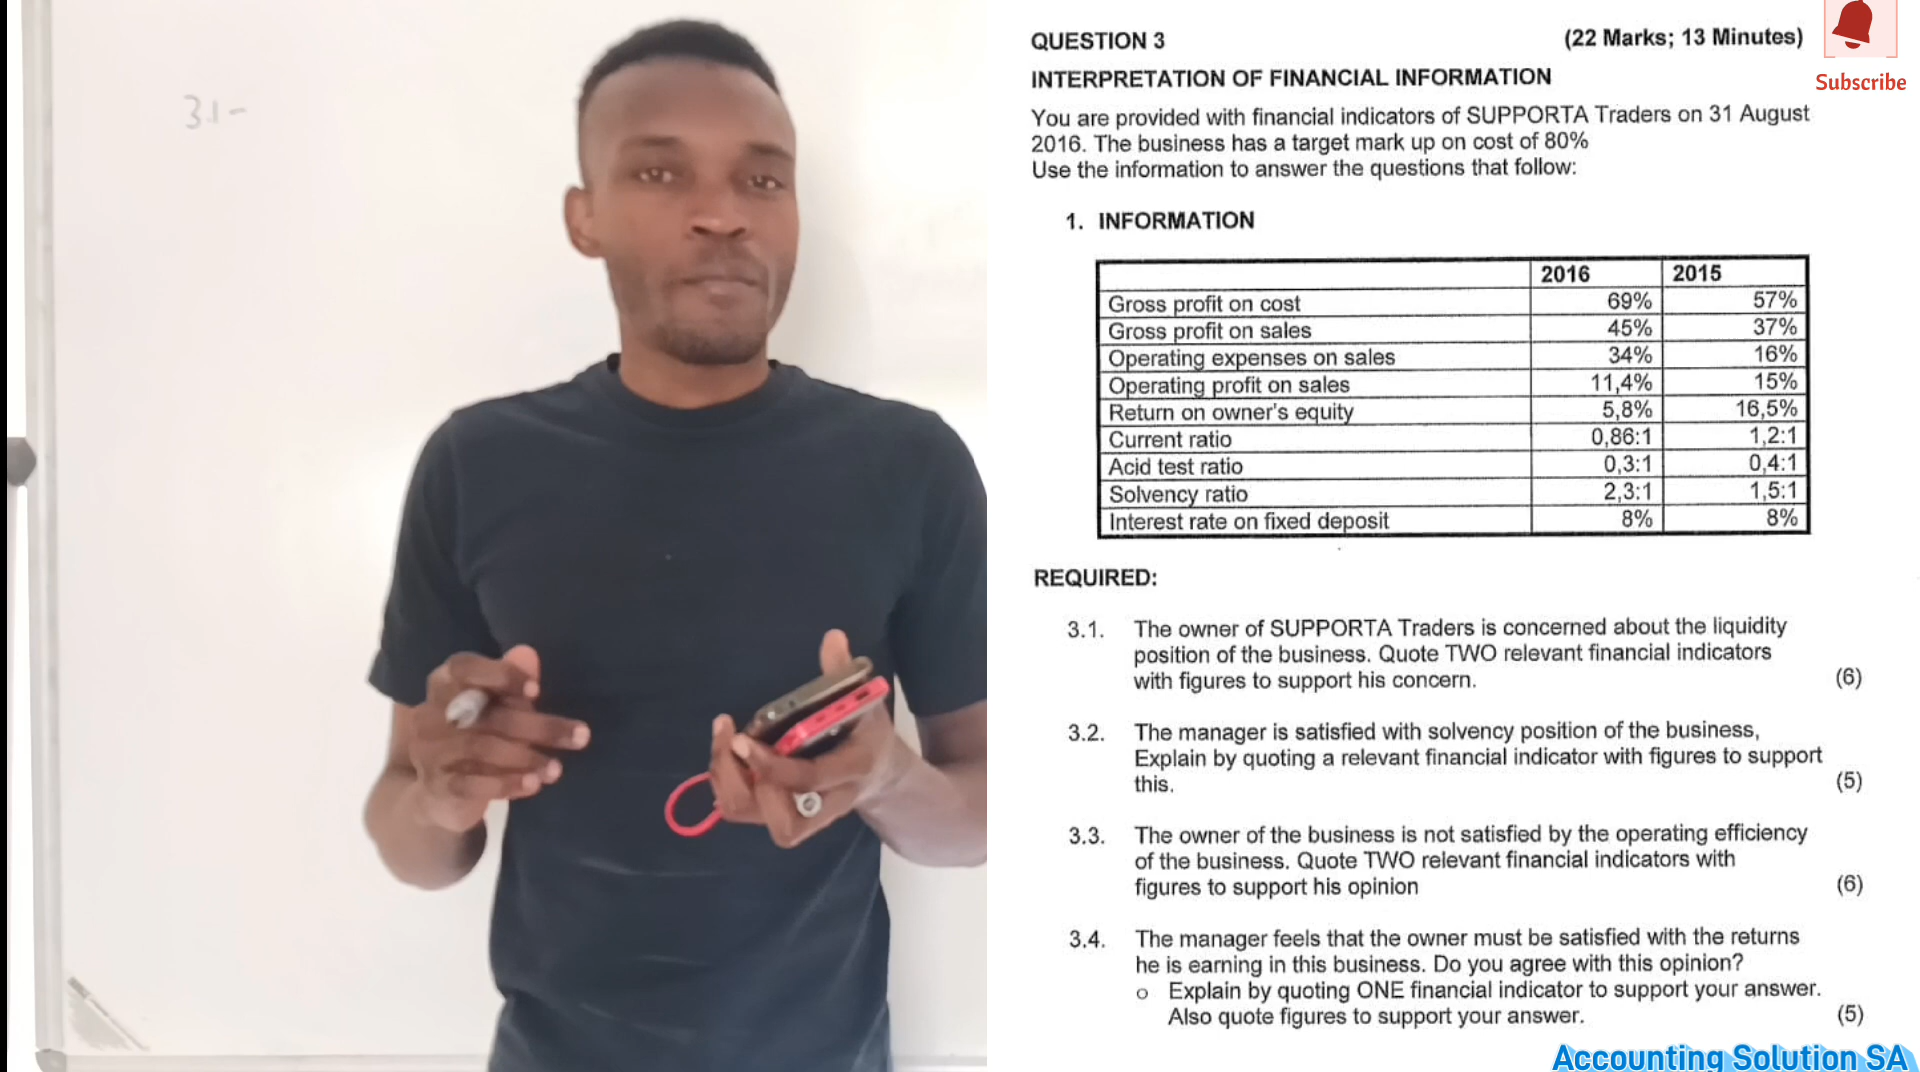 31-
QUESTION 3 (22 Marks; 13 Minutes)
Subscribe
INTERPRETATION OF FINANCIAL INFORMATION
You are provided with financial indicators of SUPPORTA Traders on 31 August
2016. The business has a target mark up on cost of 80%
Use the information to answer the questions that follow:
1. INFORMATION
2016 2015
Gross profit on cost 69% 57%
Gross profit on sales 45% 37%
Operating expenses on sales 34% 16%
Operating profit on sales 11,4% 15%
Return on owner's equity 5,8% 16,5%
Current ratio 0,86:1 1,2:1
Acid test ratio 0,3:1 0,4:1
Solvency ratio 2,3:1 1,5:1
Interest rate on fixed deposit 8% 8%
REQUIRED:
3.1. The owner of SUPPORTA Traders is concerned about the liquidity
position of the business. Quote TWO relevant financial indicators
with figures to support his concern. (6)
3.2. The manager is satisfied with solvency position of the business,
Explain by quoting a relevant financial indicator with figures to support
this. (5)
3.3. The owner of the business is not satisfied by the operating efficiency
of the business. Quote TWO relevant financial indicators with
figures to support his opinion (6)
3.4. The manager feels that the owner must be satisfied with the returns
he is earning in this business. Do you agree with this opinion?
o Explain by quoting ONE financial indicator to support your answer.
Also quote figures to support your answer. (5)
Accounting Solution SA